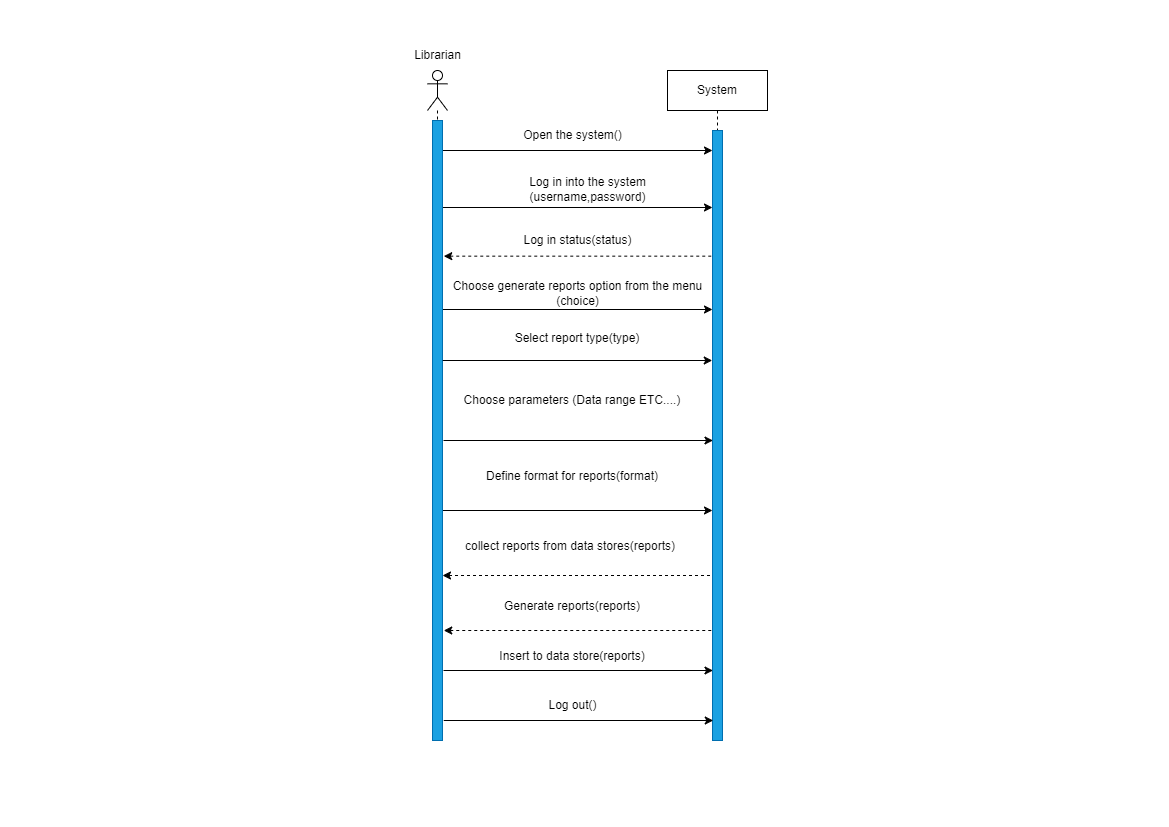 Librarian
System
Open the system()
Log in into the system
(username,password)
Log in status(status)
Choose generate reports option from the menu
(choice)
Select report type(type)
Choose parameters (Data range ETC....)
Define format for reports(format)
collect reports from data stores(reports)
Generate reports(reports)
Insert to data store(reports)
Log out()